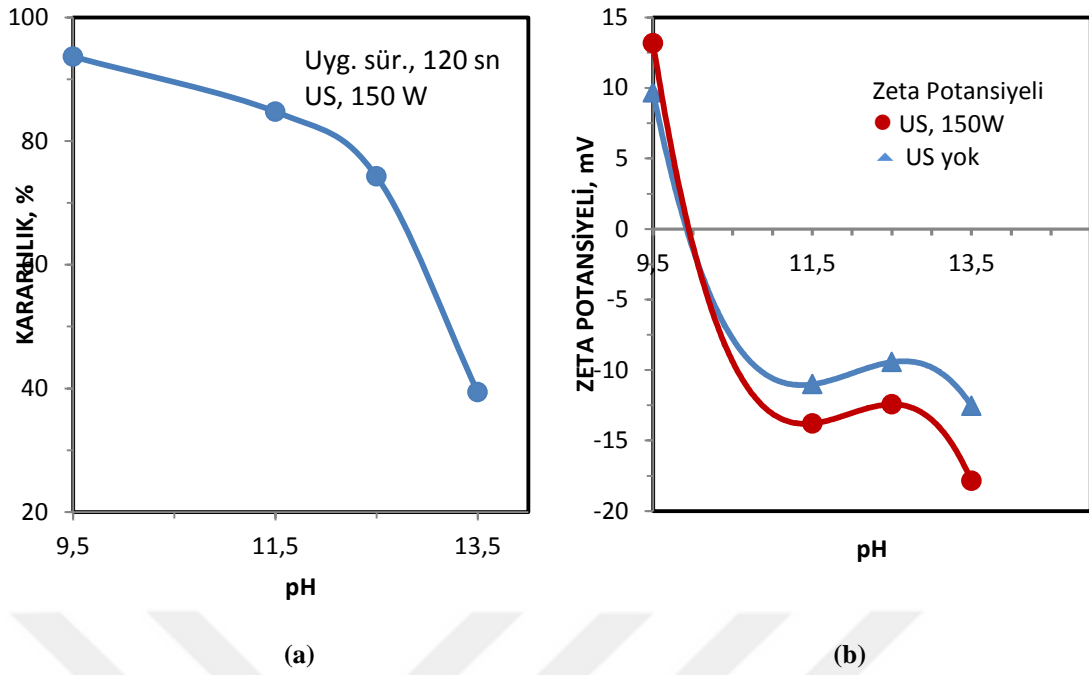 100
80
60
40
20
KARARLILIK, %
Uyg. sür., 120 sn
US, 150 W
9,5
11,5
13,5
pH
(a)
15
10
5
0
-5
-10
-15
-20
ZETA POTANSİYELİ, mV
Zeta Potansiyeli
US, 150W
US yok
9,5
11,5
13,5
pH
(b)